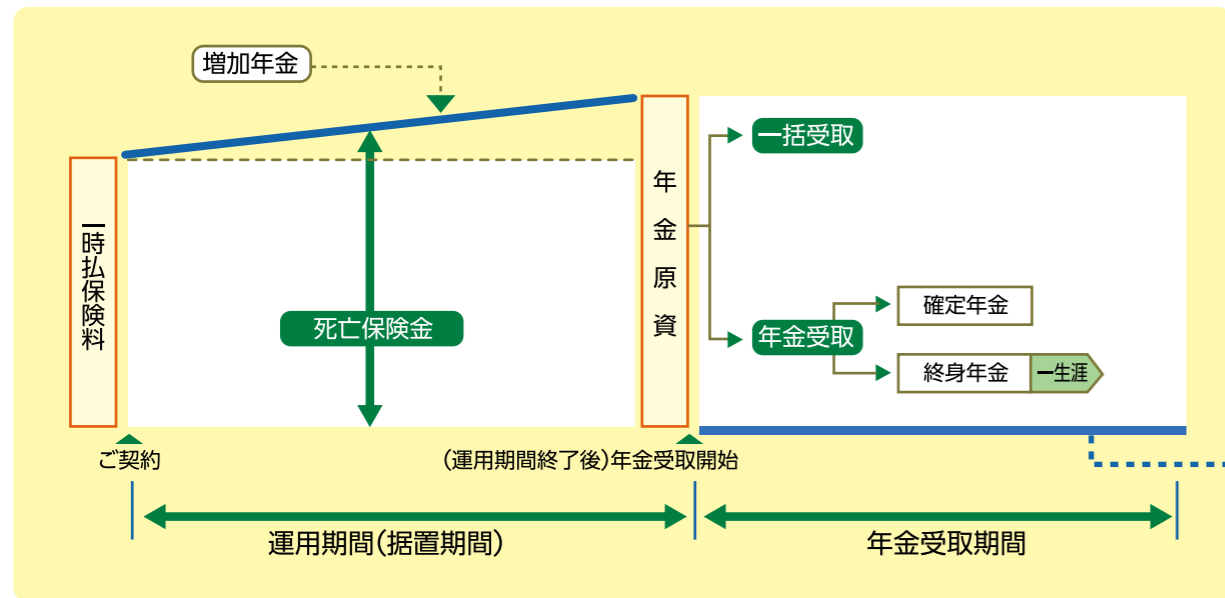 増加年金
一時払保険料
死亡保険金
年金原資
一括受取
年金受取
確定年金
終身年金
一生涯
ご契約
(運用期間終了後)年金受取開始
運用期間(据置期間)
年金受取期間